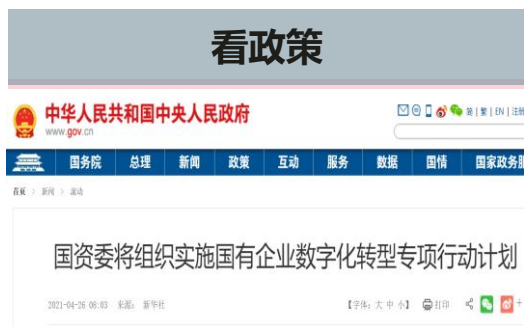 看政策
中华人民共和国中央人民政府
www.gov.cn
简 | 繁 | EN | 注册
国务院 总理 新闻 政策 互动 服务 数据 国情 国家政务服
首页 > 新闻 > 滚动
国资委将组织实施国有企业数字化转型专项行动计划
2021-04-26 08:03 来源: 新华社 【字体: 大 中 小】 打印